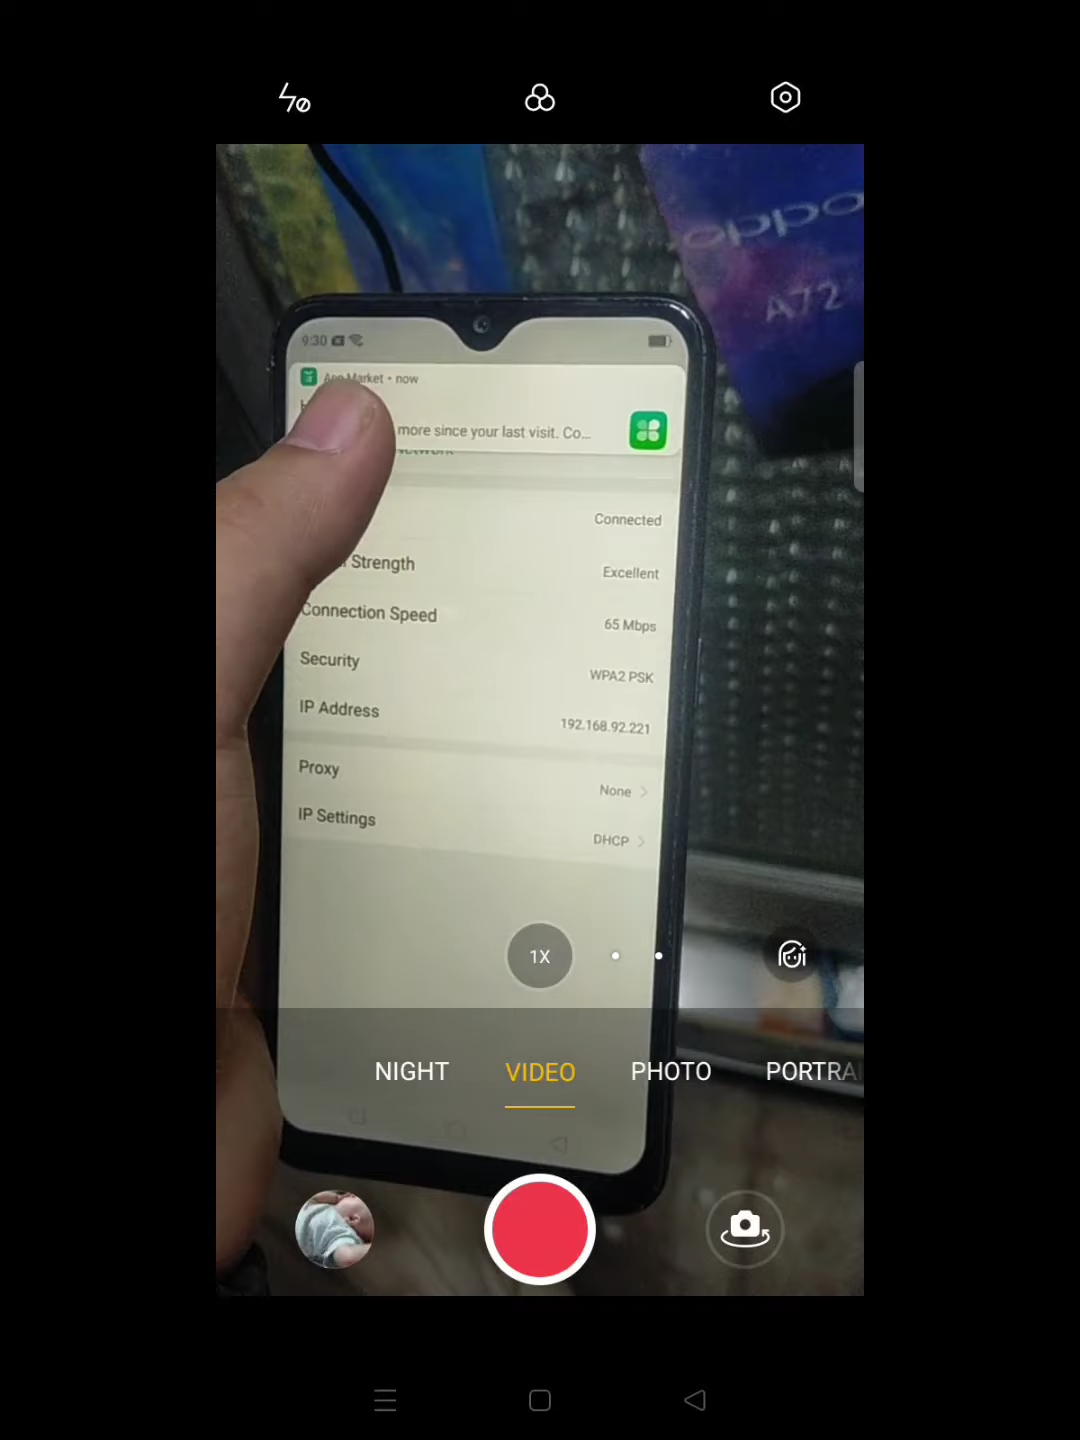 oppo
A72
9:30
App Market • now
more since your last visit. Co...
Connected
Strength
Excellent
Connection Speed
65 Mbps
Security
WPA2 PSK
IP Address
192.168.92.221
Proxy
None
IP Settings
DHCP
1X
NIGHT
VIDEO
PHOTO
PORTRAI